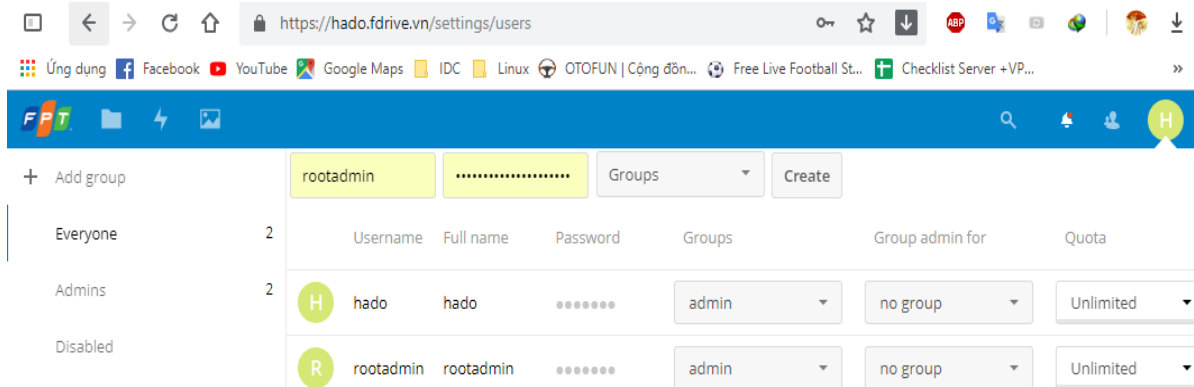 https://hado.fdrive.vn/settings/users
Ứng dụng Facebook YouTube Google Maps IDC Linux OTOFUN | Cộng đồn... Free Live Football St... Checklist Server +VP... »
FPT H
+ Add group rootadmin Groups Create
Everyone 2 Username Full name Password Groups Group admin for Quota
Admins 2 H hado hado admin no group Unlimited
Disabled R rootadmin rootadmin admin no group Unlimited